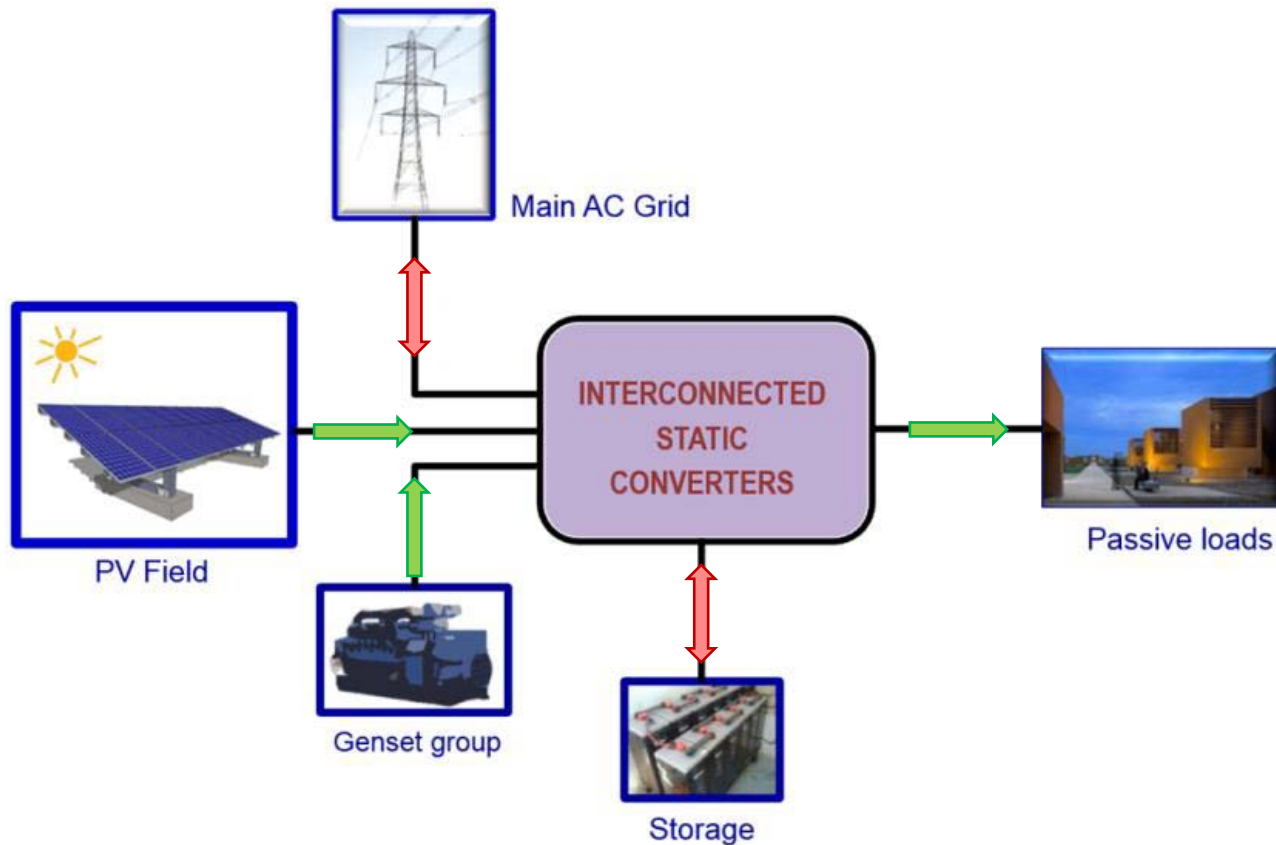 Main AC Grid
INTERCONNECTED
STATIC
CONVERTERS
PV Field
Passive loads
Genset group
Storage